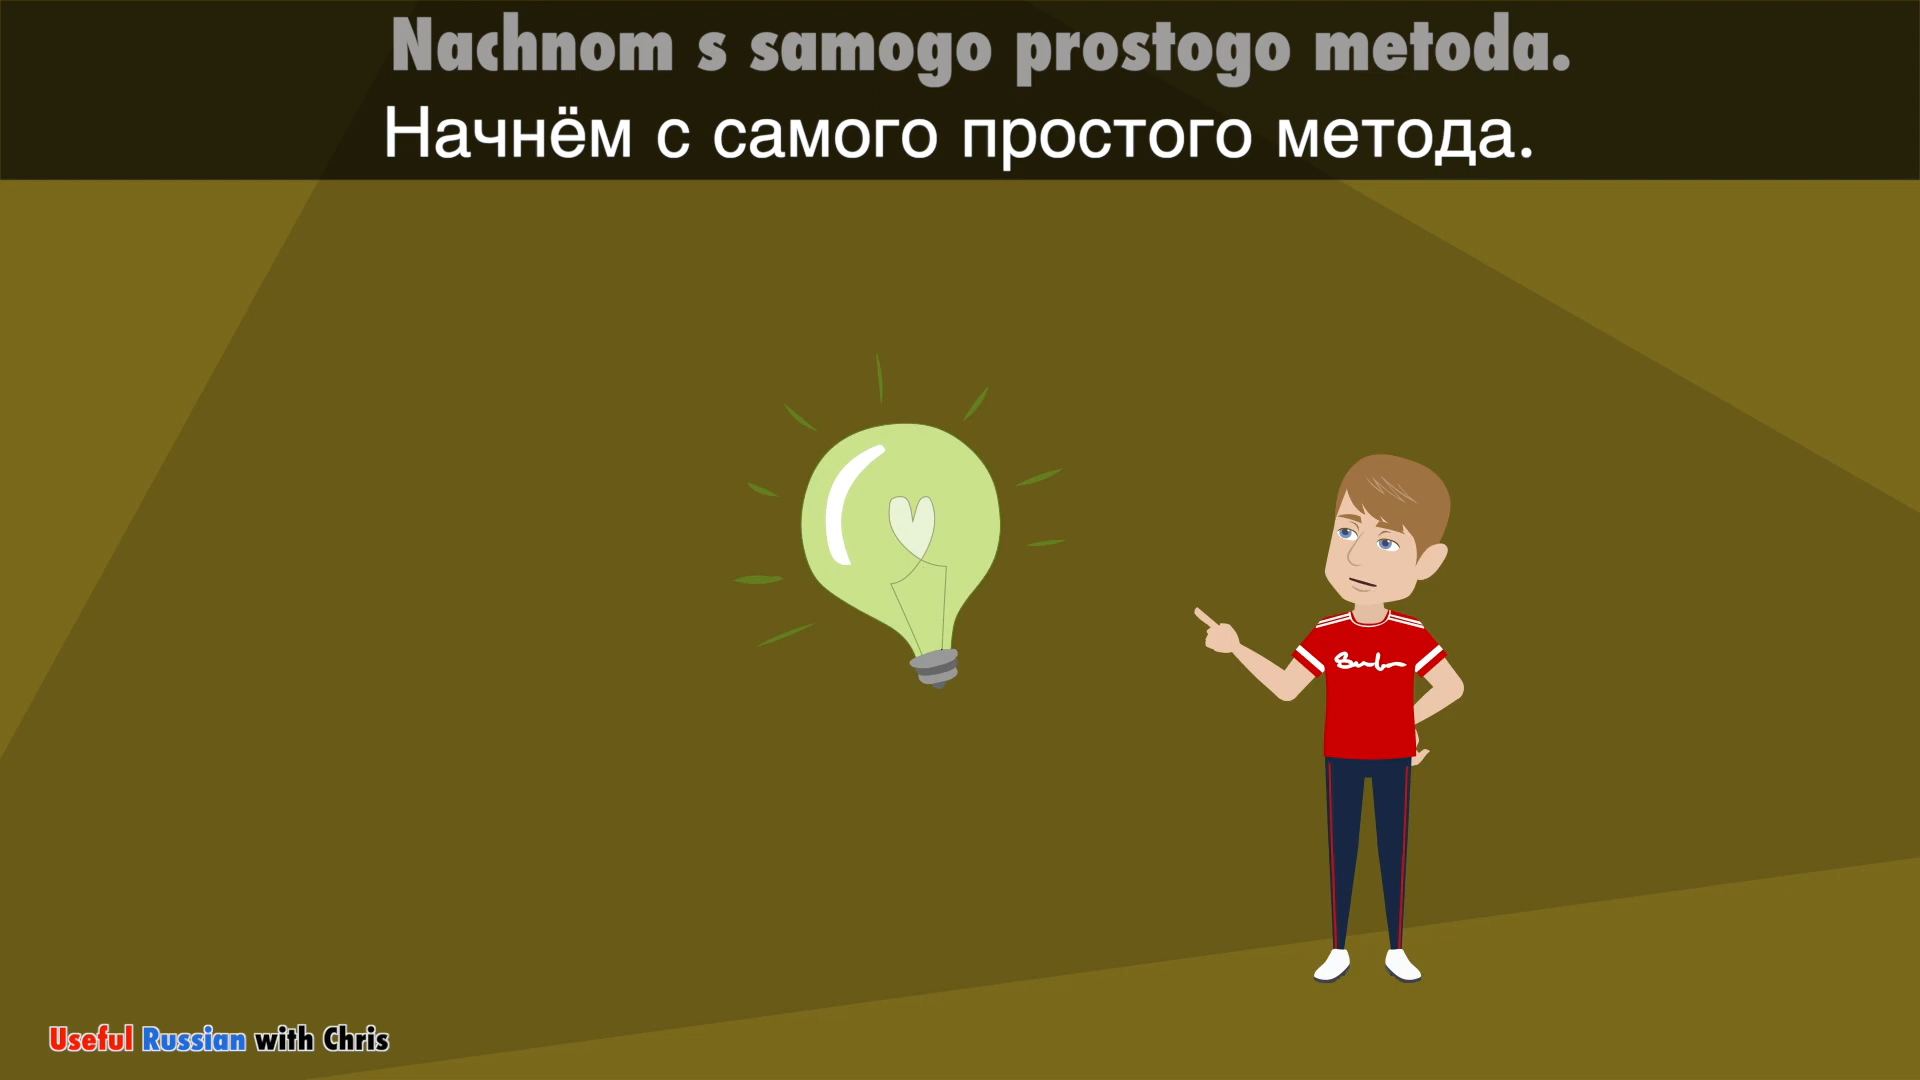 Nachnom s samogo prostogo metoda.
Начнём с самого простого метода.
Useful Russian with Chris